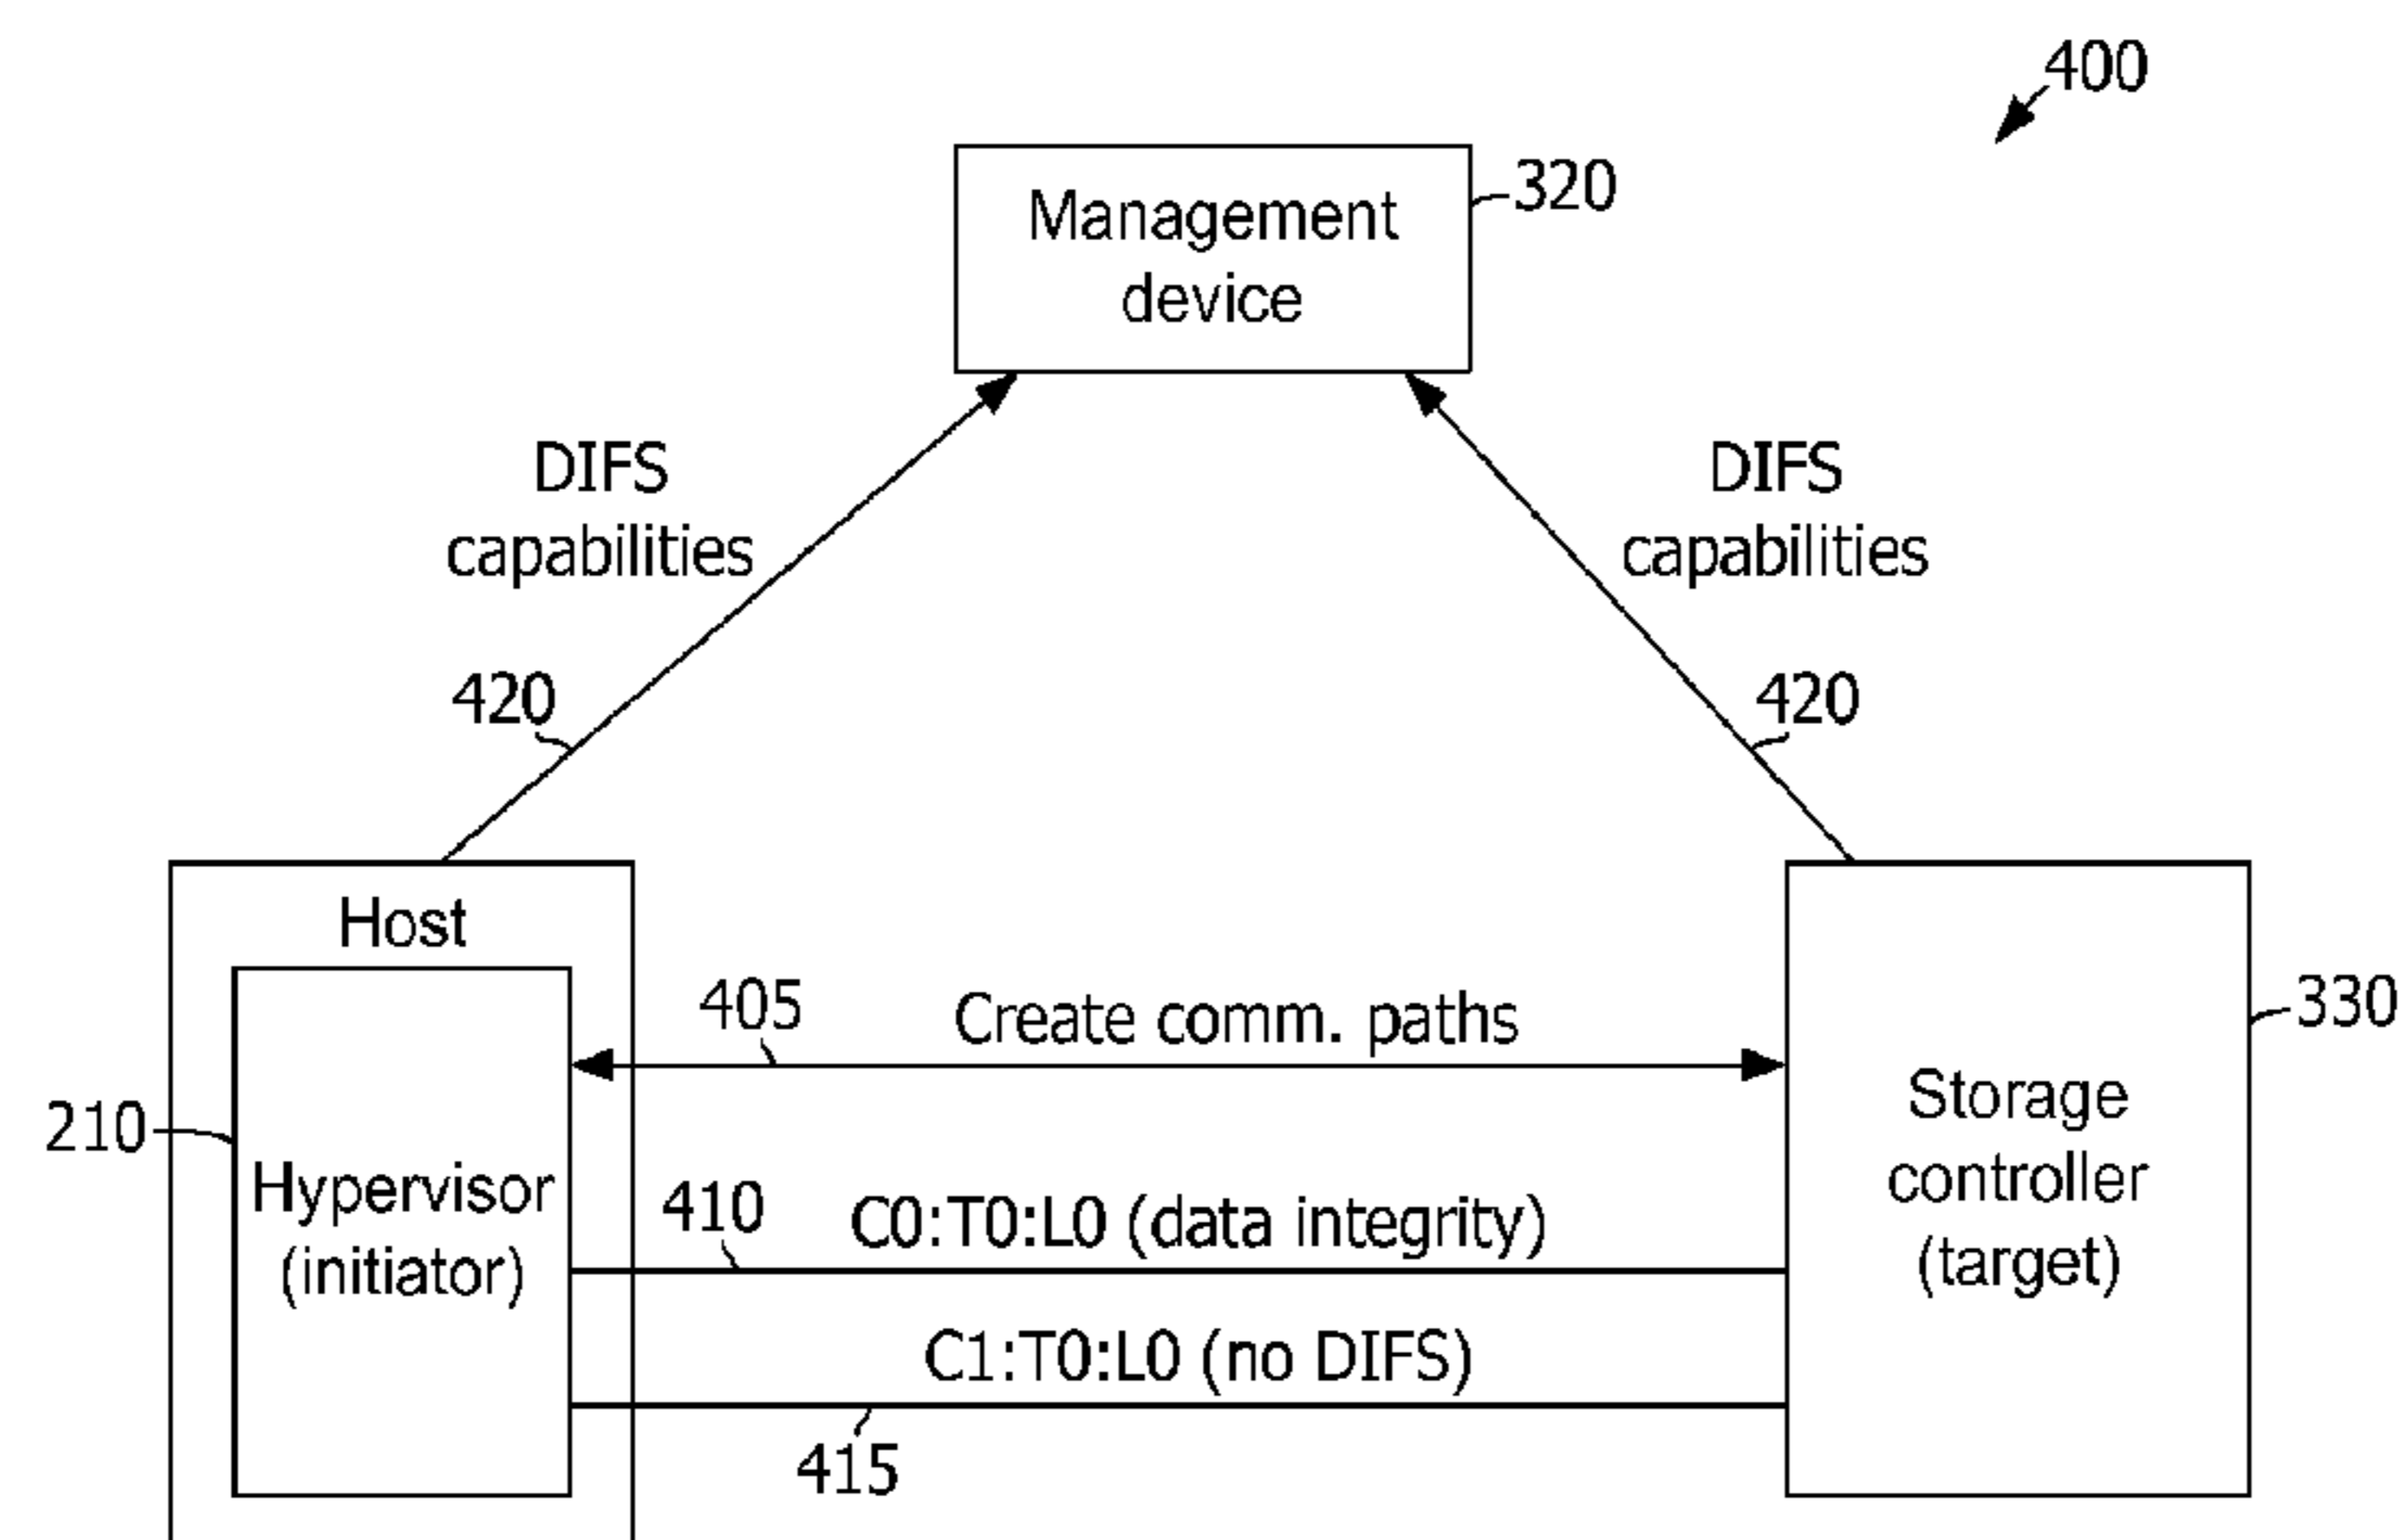 400
Management
device
320
DIFS
capabilities
DIFS
capabilities
420
420
Host
405
Create comm. paths
330
210
Hypervisor
(initiator)
Storage
controller
(target)
410
C0:T0:L0 (data integrity)
C1:T0:L0 (no DIFS)
415